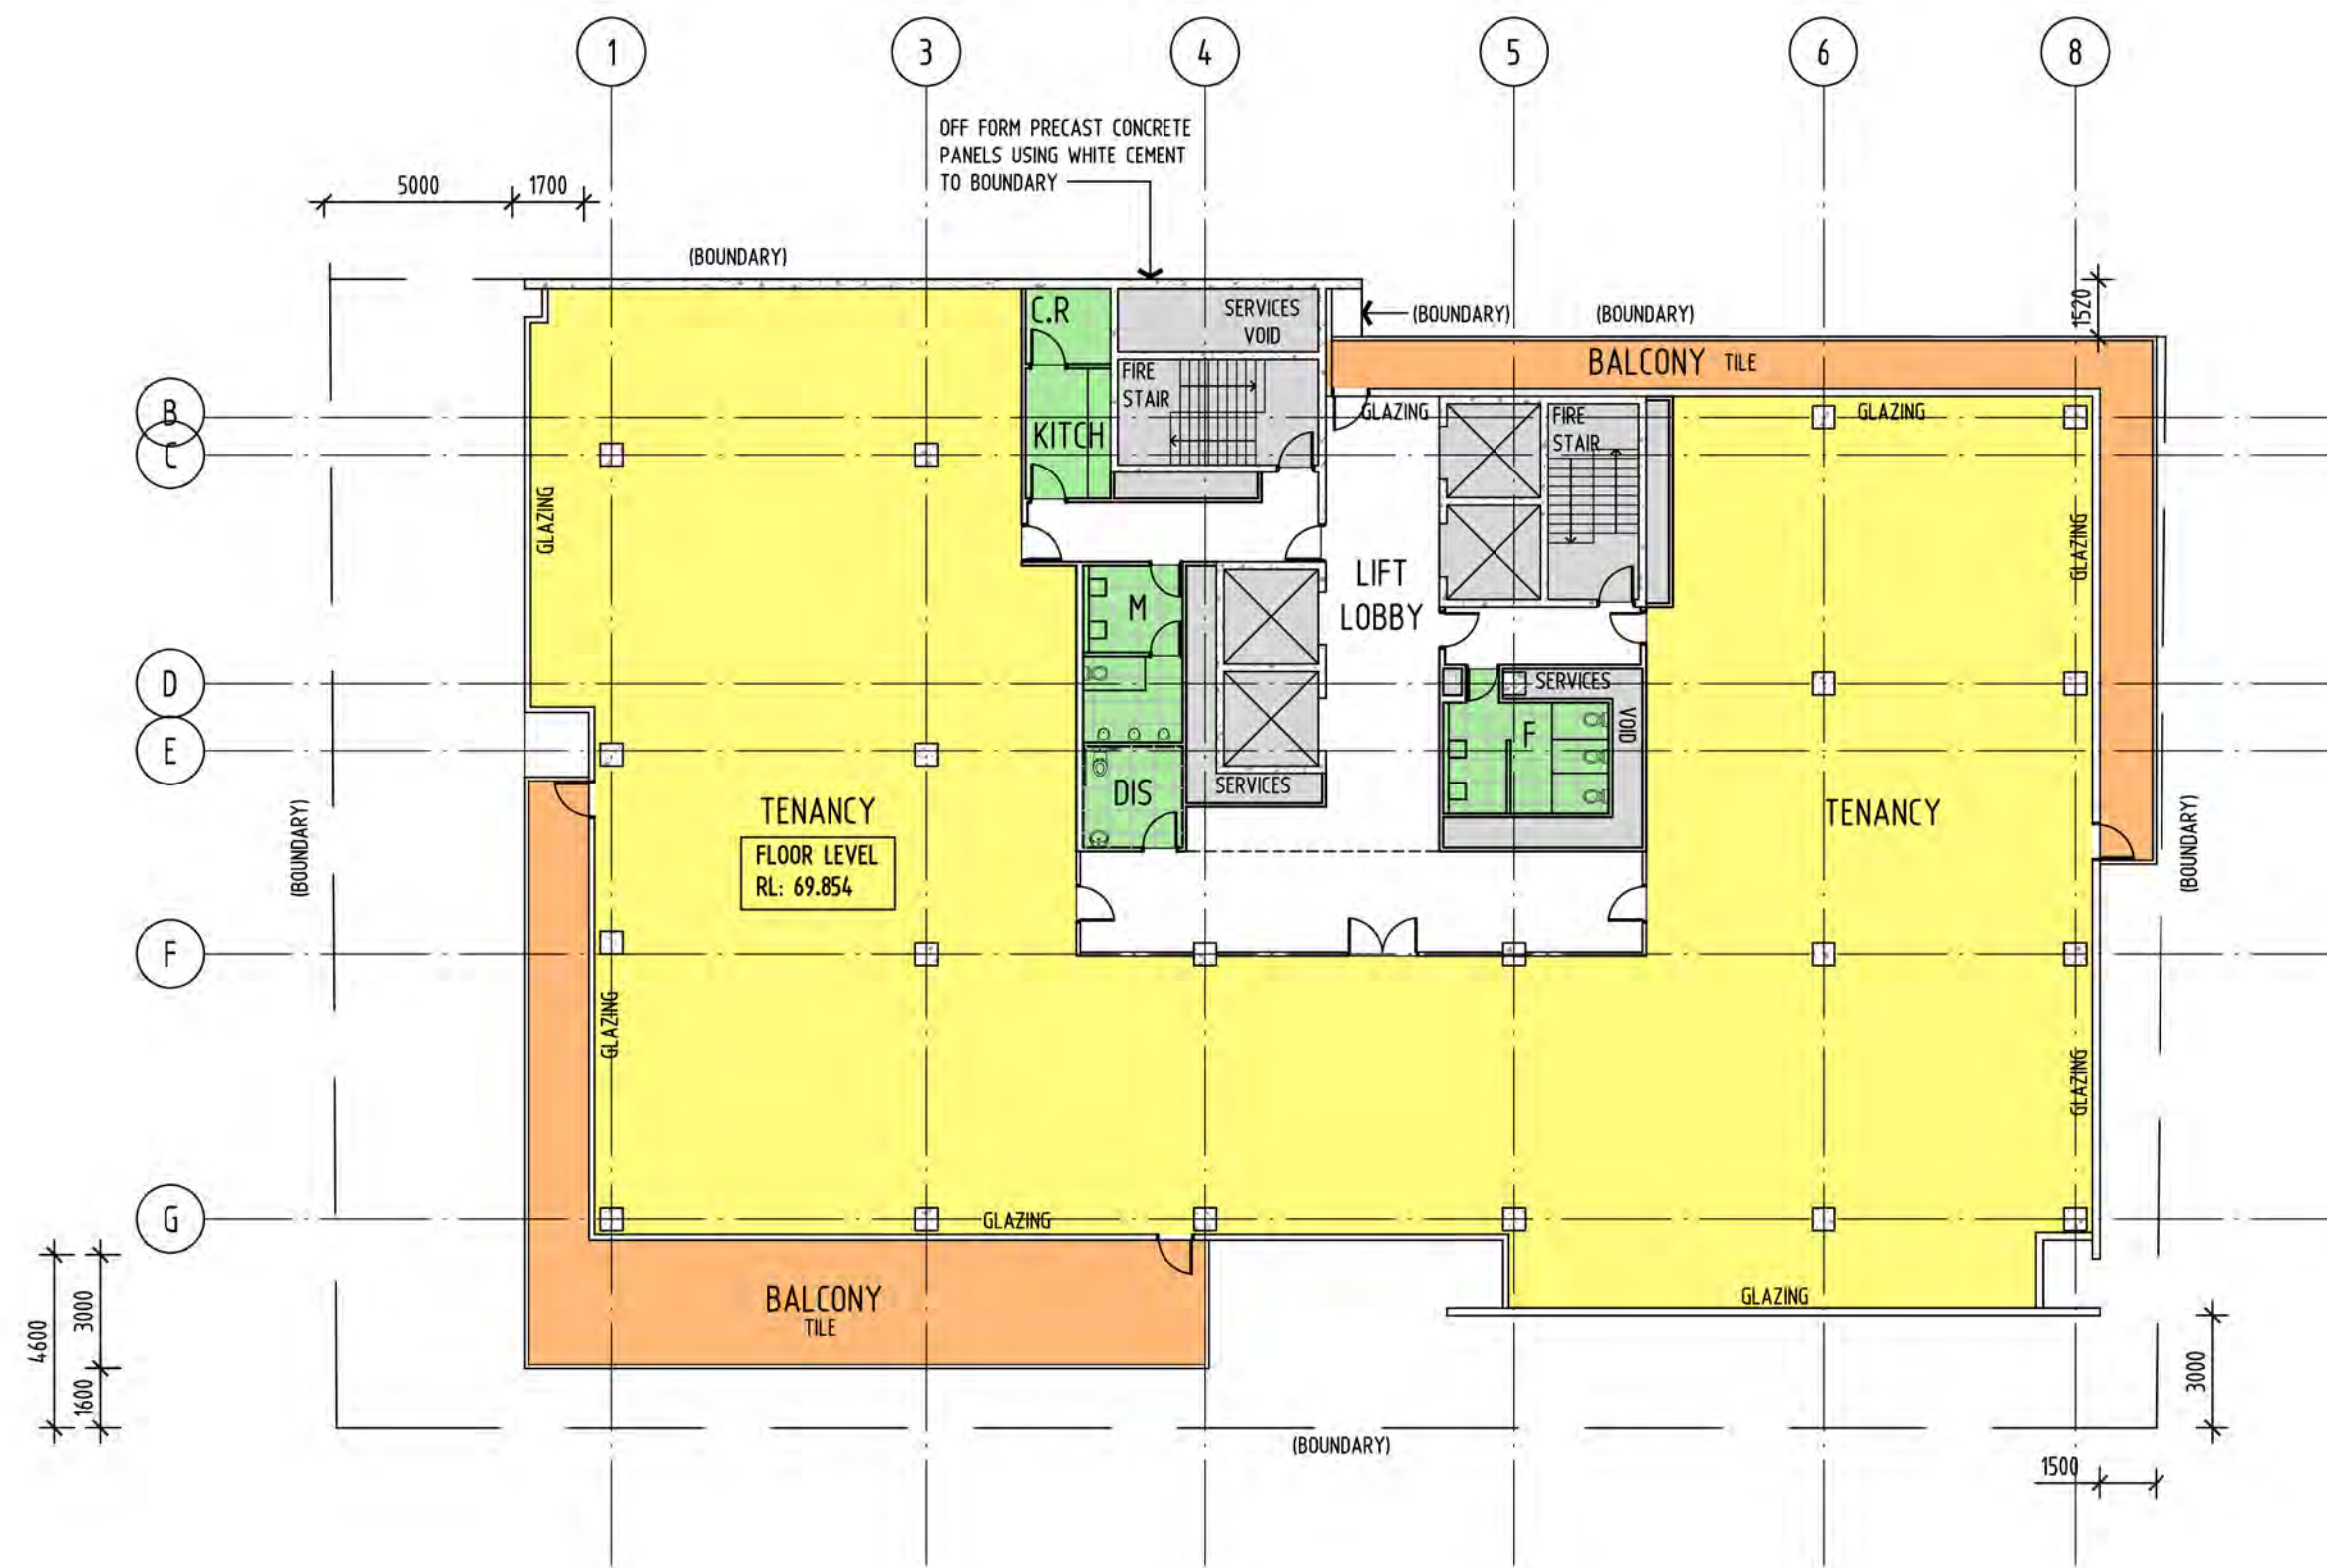 1
3
4
5
6
8
OFF FORM PRECAST CONCRETE
PANELS USING WHITE CEMENT
TO BOUNDARY
5000
1700
(BOUNDARY)
1520
C.R
SERVICES
VOID
(BOUNDARY)
(BOUNDARY)
BALCONY TILE
FIRE
STAIR
B
GLAZING
FIRE
STAIR
GLAZING
KITCH
C
GLAZING
GLAZING
LIFT
LOBBY
M
D
SERVICES
VOID
F
E
SERVICES
DIS
(BOUNDARY)
TENANCY
FLOOR LEVEL
RL: 69.854
TENANCY
(BOUNDARY)
F
GLAZING
GLAZING
G
GLAZING
BALCONY
TILE
GLAZING
4600
3000
1600
3000
(BOUNDARY)
1500